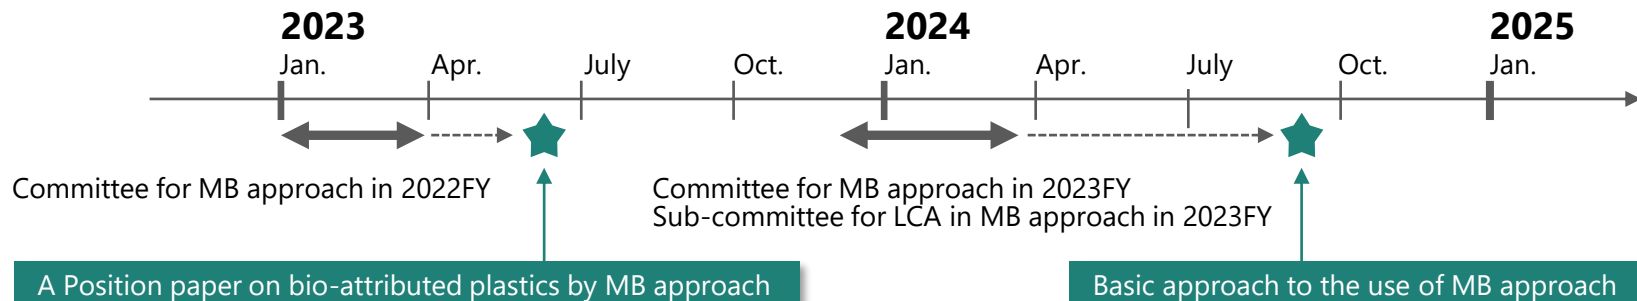 2023
2024
2025
Jan.
Apr.
July
Oct.
Jan.
Apr.
July
Oct.
Jan.
Committee for MB approach in 2022FY
Committee for MB approach in 2023FY
Sub-committee for LCA in MB approach in 2023FY
A Position paper on bio-attributed plastics by MB approach
Basic approach to the use of MB approach